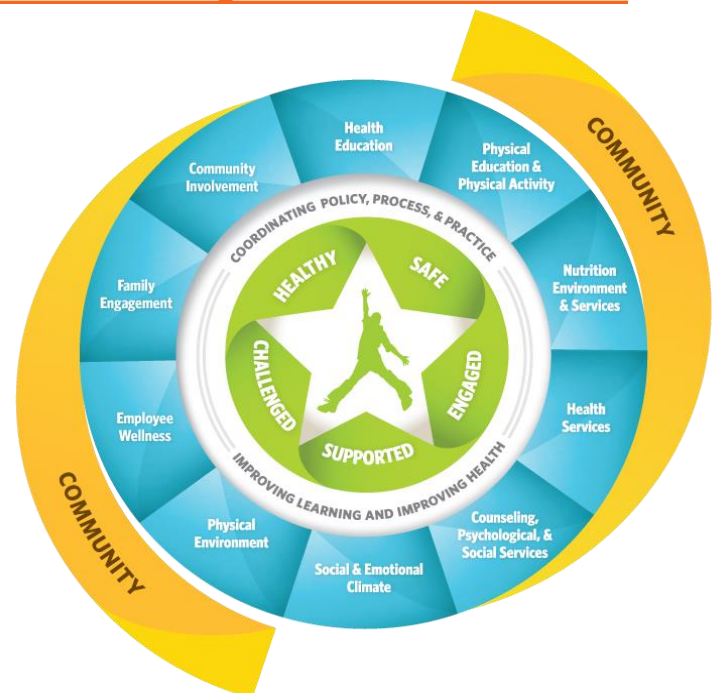 COMMUNITY
Health
Education
Physical
Education &
Physical Activity
Nutrition
Environment
& Services
Health
Services
Counseling,
Psychological, &
Social Services
Social & Emotional
Climate
Physical
Environment
Employee
Wellness
Family
Engagement
Community
Involvement
COORDINATING POLICY, PROCESS, & PRACTICE
IMPROVING LEARNING AND IMPROVING HEALTH
HEALTHY
SAFE
ENGAGED
SUPPORTED
CHALLENGED
COMMUNITY